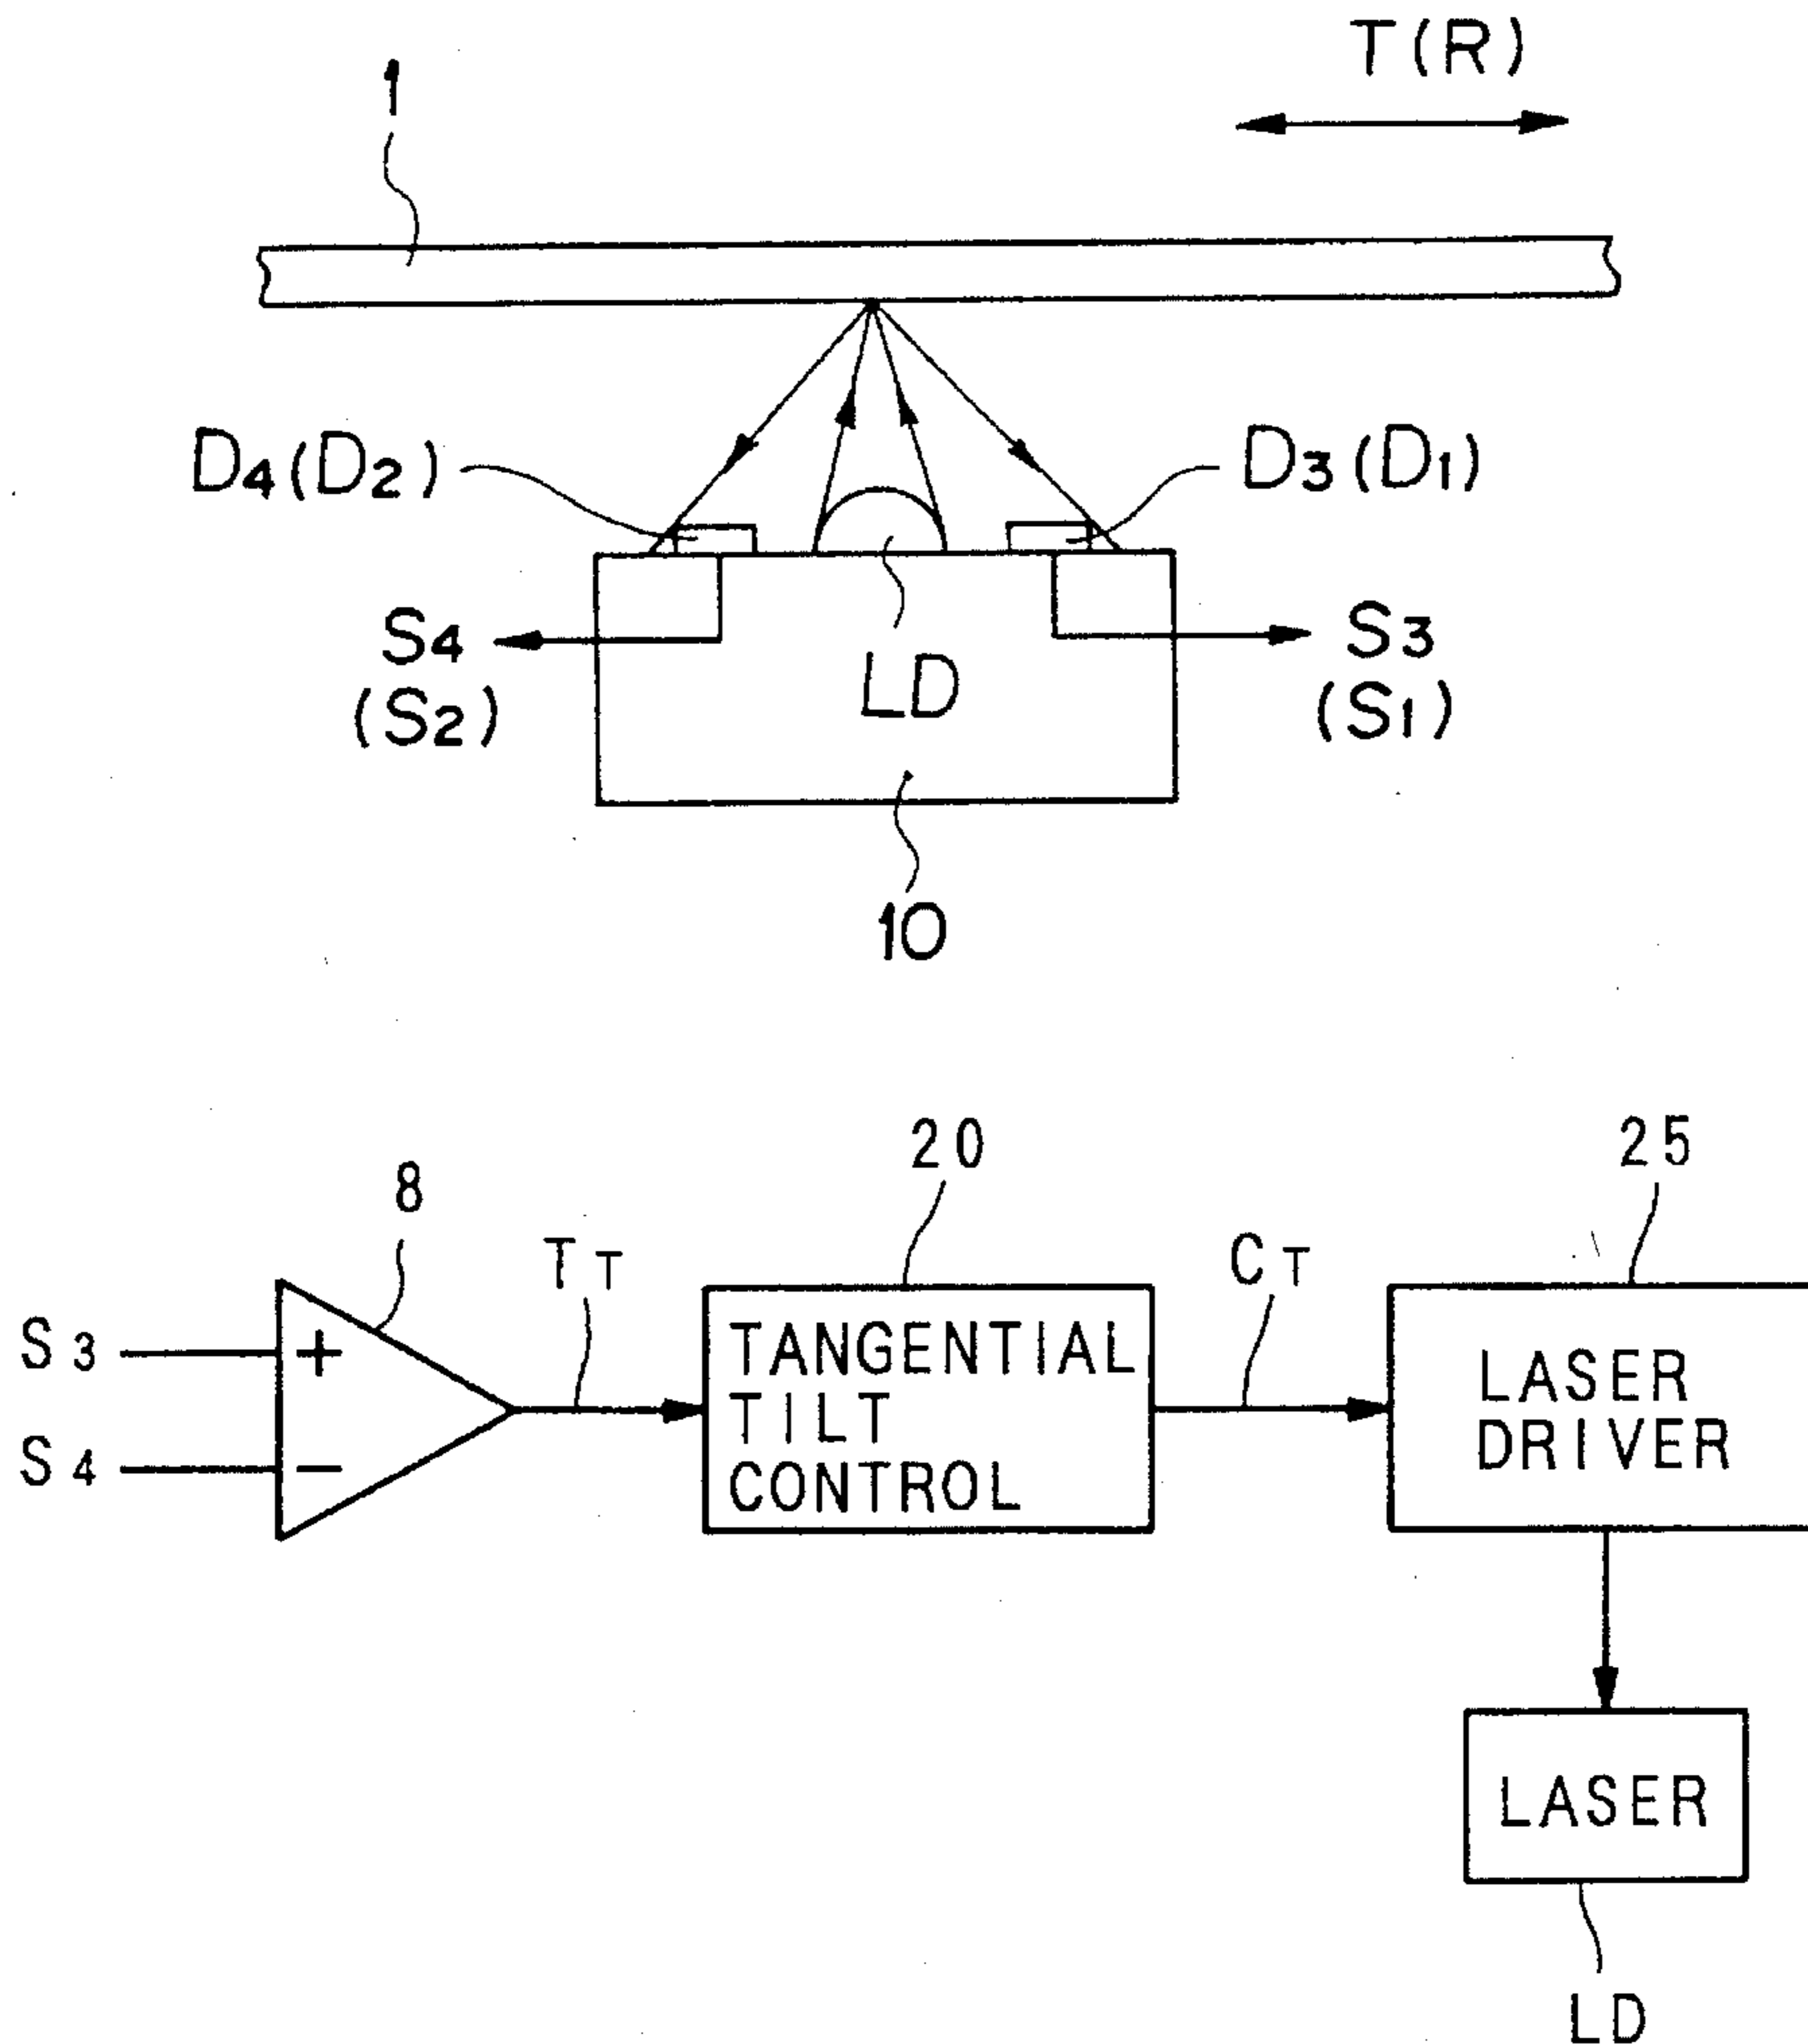 T(R)
1
D4(D2)
D3(D1)
S4
(S2)
LD
S3
(S1)
10
8
20
25
TT
CT
S3
+
S4
−
TANGENTIAL
TILT
CONTROL
LASER
DRIVER
LASER
LD